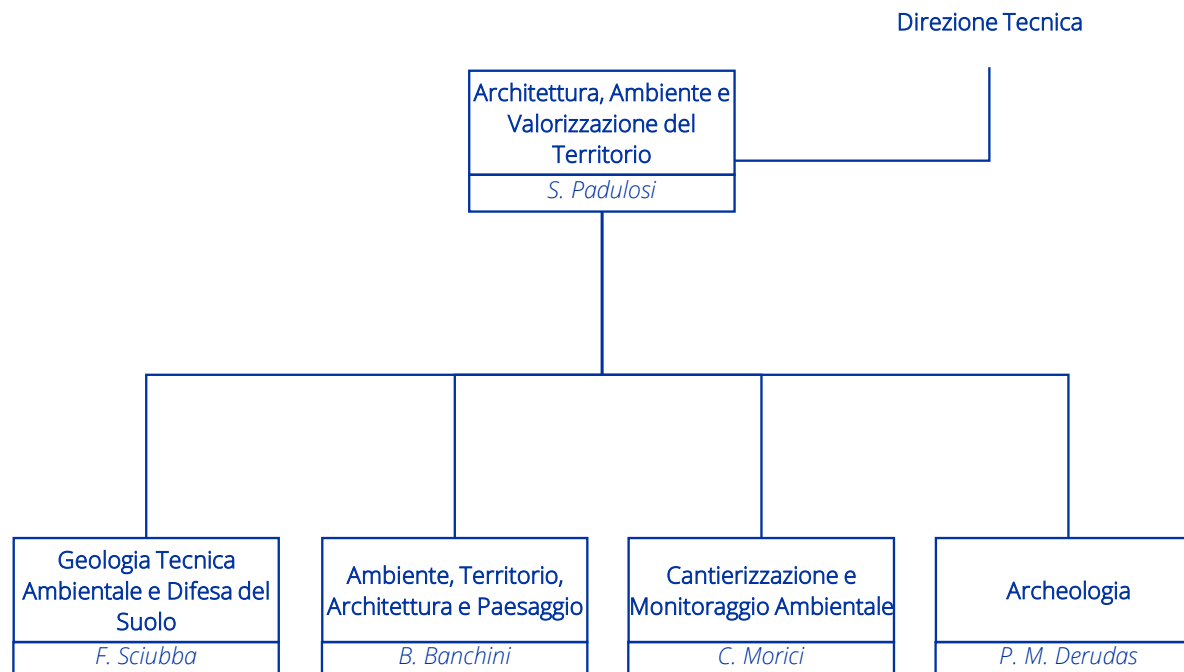 Direzione Tecnica
Architettura, Ambiente e
Valorizzazione del
Territorio
S. Padulosi
Geologia Tecnica
Ambientale e Difesa del
Suolo
F. Sciubba
Ambiente, Territorio,
Architettura e Paesaggio
B. Banchini
Cantierizzazione e
Monitoraggio Ambientale
C. Morici
Archeologia
P. M. Derudas